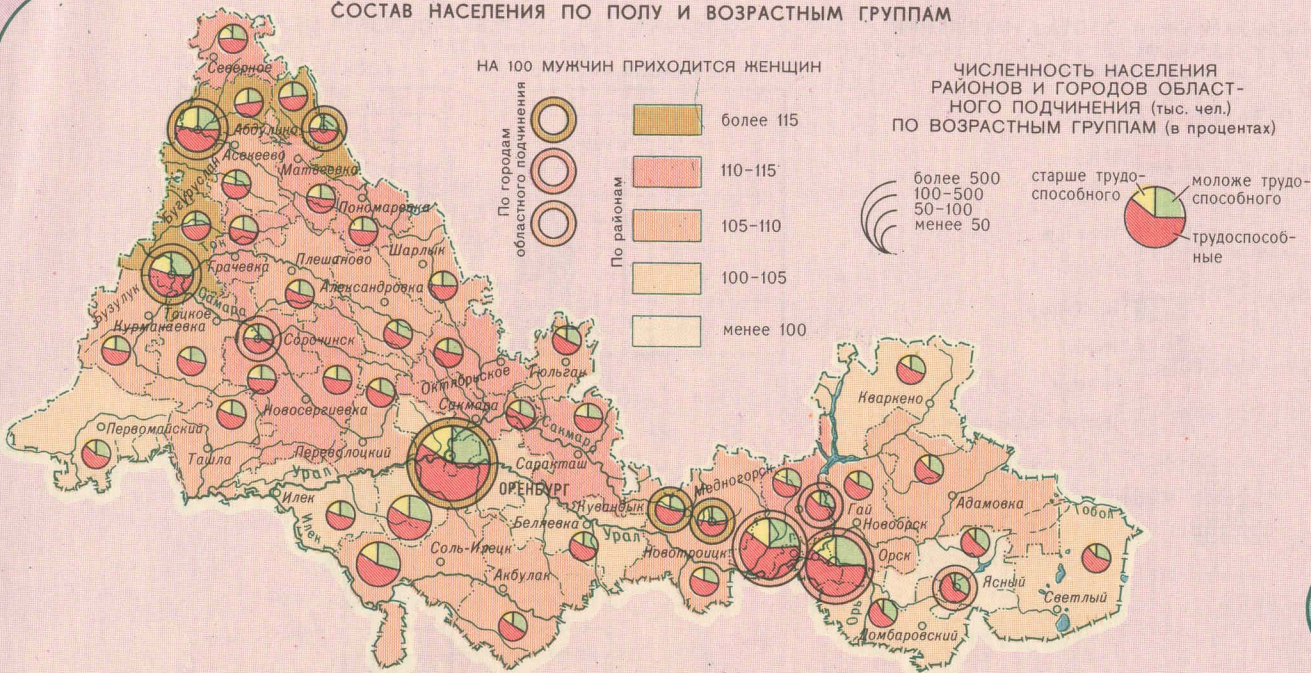 СОСТАВ НАСЕЛЕНИЯ ПО ПОЛУ И ВОЗРАСТНЫМ ГРУППАМ
НА 100 МУЖЧИН ПРИХОДИТСЯ ЖЕНЩИН
По городам
областного подчинения
По районам
более 115
110-115
105-110
100-105
менее 100
ЧИСЛЕННОСТЬ НАСЕЛЕНИЯ
РАЙОНОВ И ГОРОДОВ ОБЛАСТ-
НОГО ПОДЧИНЕНИЯ (тыс. чел.)
ПО ВОЗРАСТНЫМ ГРУППАМ (в процентах)
более 500
100-500
50-100
менее 50
старше трудо-
способного
моложе трудо-
способного
трудоспособ-
ные
Северное
Абдулино
Асекеево
Матвеевка
Бугуруслан
Пономаревка
Ток
Шарлык
Грачевка
Плешаново
Александровка
Бузулук
Самара
Тоцкое
Курманаевка
Сорочинск
Октябрьское
Тюльган
Новосергиевка
Сакмара
Сакмара
Первомайский
Ташла
Переволоцкий
Саракташ
Урал
ОРЕНБУРГ
Илек
Илек
Беляевка
Кувандык
Урал
Медногорск
Соль-Илецк
Акбулак
Новотроицк
Гай
Новоорск
Орск
Орь
Кваркено
Адамовка
Тобол
Ясный
Светлый
Домбаровский